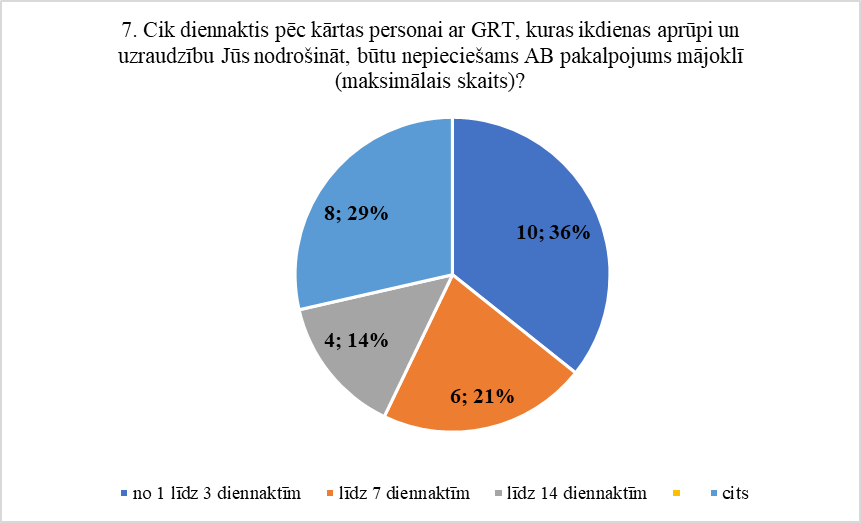 7. Cik diennaktis pēc kārtas personai ar GRT, kuras ikdienas aprūpi un
uzraudzību Jūs nodrošināt, būtu nepieciešams AB pakalpojums mājoklī
(maksimālais skaits)?
8; 29%
10; 36%
4; 14%
6; 21%
no 1 līdz 3 diennaktīm
līdz 7 diennaktīm
līdz 14 diennaktīm
cits